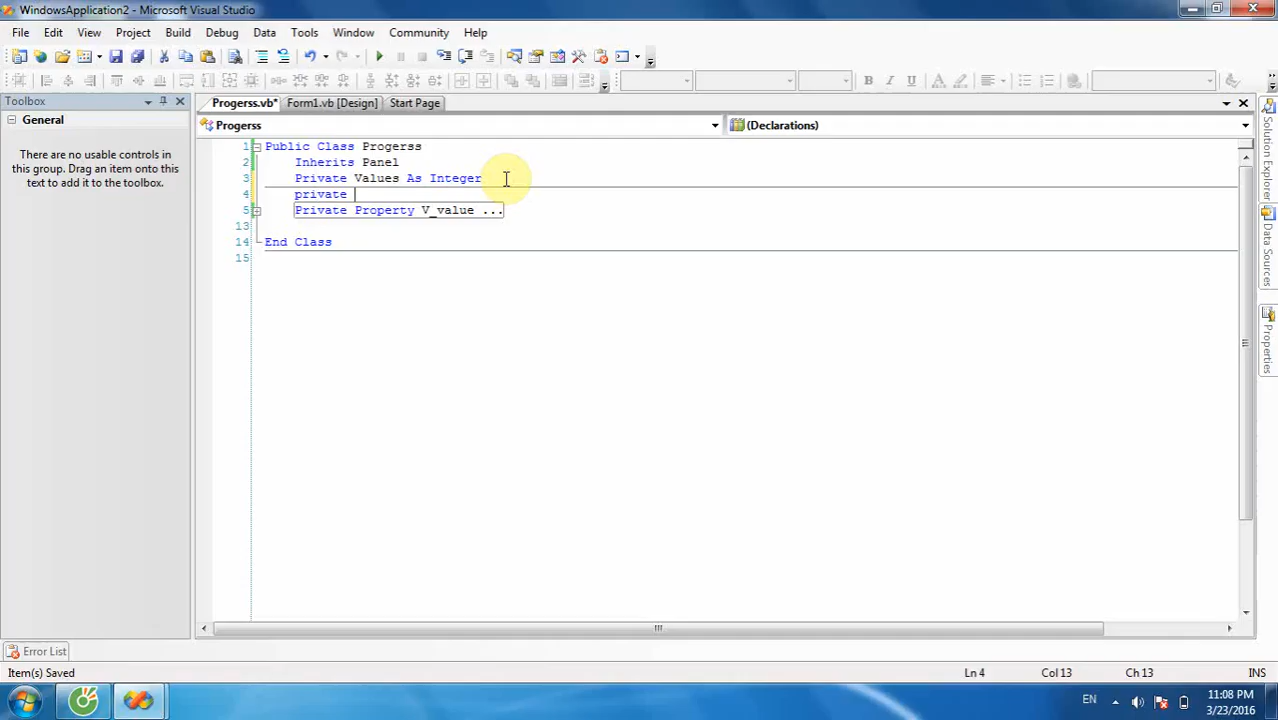 WindowsApplication2 - Microsoft Visual Studio
File Edit View Project Build Debug Data Tools Window Community Help
Toolbox
General
There are no usable controls in
this group. Drag an item onto this
text to add it to the toolbox.
Progerss.vb* Form1.vb [Design] Start Page
Progerss (Declarations)
1 Public Class Progerss
2 Inherits Panel
3 Private Values As Integer
4 private
5 Private Property V_value ...
13
14 End Class
15
Solution Explorer
Data Sources
Properties
Error List
Item(s) Saved Ln 4 Col 13 Ch 13 INS
EN 11:08 PM
3/23/2016